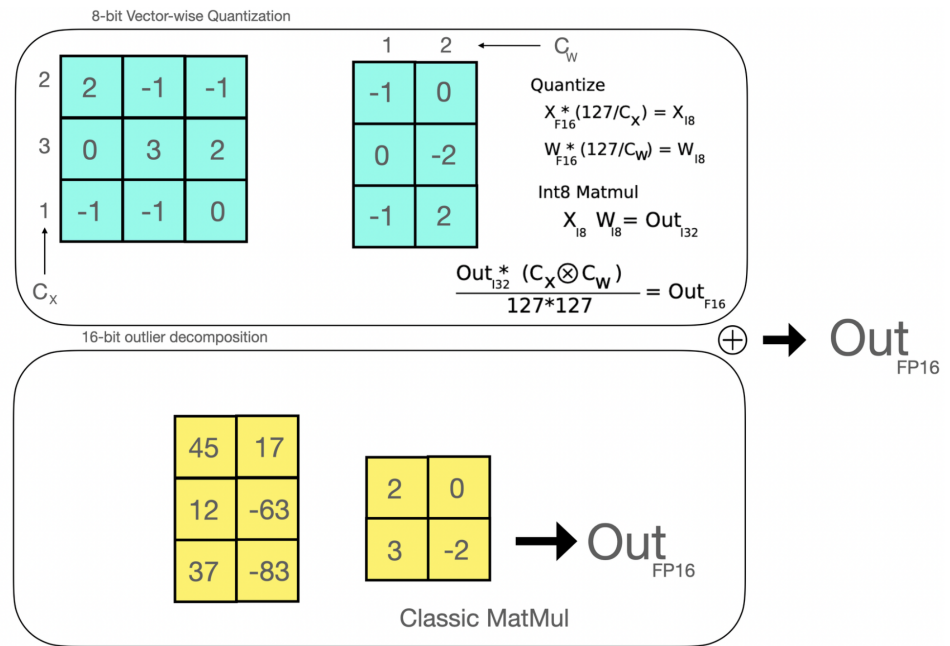 8-bit Vector-wise Quantization
1 2 C_W
2 2 -1 -1
3 0 3 2
1 -1 -1 0
C_X
-1 0
0 -2
-1 2
Quantize
X_F16*(127/C_X) = X_I8
W_F16*(127/C_W) = W_I8
Int8 Matmul
X_I8 W_I8 = Out_I32
Out_I32* (C_X⊗C_W)
127*127
= Out_F16
16-bit outlier decomposition
⊕ Out_FP16
45 17
12 -63
37 -83
2 0
3 -2
Out_FP16
Classic MatMul